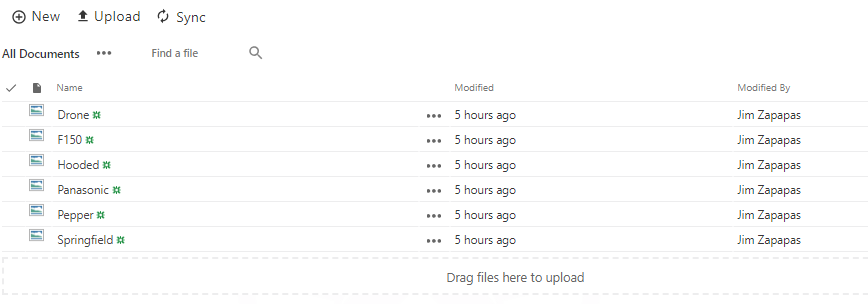 New Upload Sync
All Documents ••• Find a file
Name Modified Modified By
Drone ••• 5 hours ago Jim Zapapas
F150 ••• 5 hours ago Jim Zapapas
Hooded ••• 5 hours ago Jim Zapapas
Panasonic ••• 5 hours ago Jim Zapapas
Pepper ••• 5 hours ago Jim Zapapas
Springfield ••• 5 hours ago Jim Zapapas
Drag files here to upload